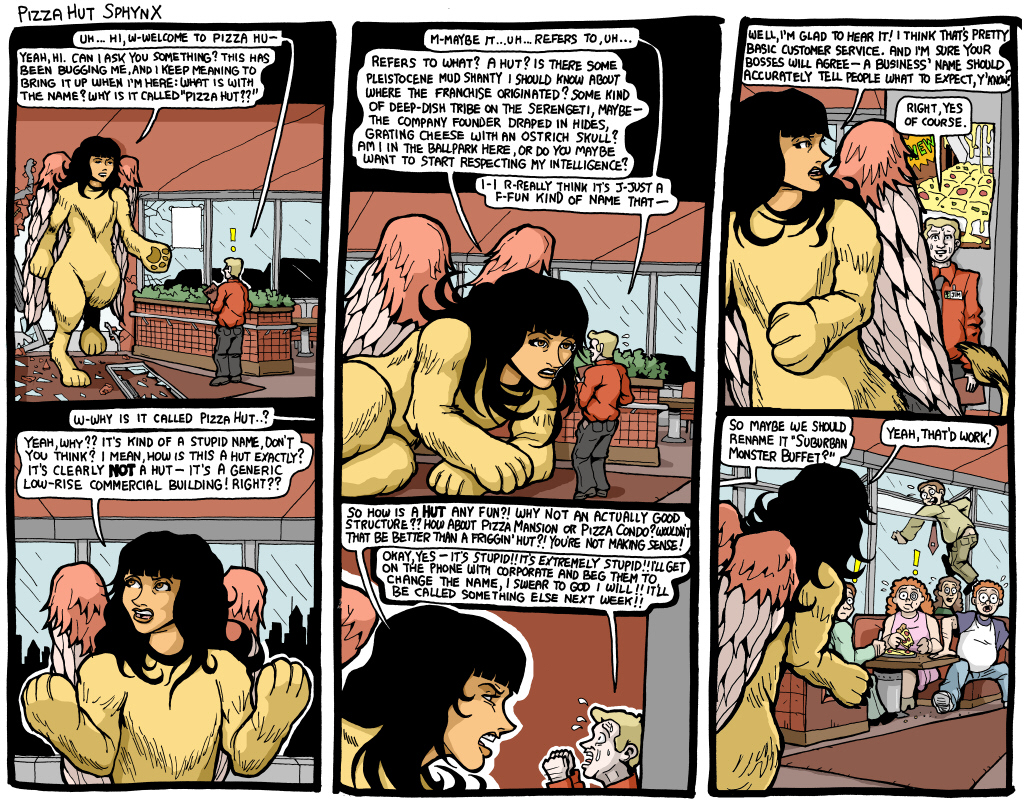 PIZZA HUT SPHYNX
UH... HI, W-WELCOME TO PIZZA HU—
YEAH, HI. CAN I ASK YOU SOMETHING? THIS HAS
BEEN BUGGING ME, AND I KEEP MEANING TO
BRING IT UP WHEN I'M HERE: WHAT IS WITH
THE NAME? WHY IS IT CALLED "PIZZA HUT??"
!
W-WHY IS IT CALLED PIZZA HUT..?
YEAH, WHY?? IT'S KIND OF A STUPID NAME, DON'T
YOU THINK? I MEAN, HOW IS THIS A HUT EXACTLY?
IT'S CLEARLY NOT A HUT — IT'S A GENERIC
LOW-RISE COMMERCIAL BUILDING! RIGHT??
M-MAYBE IT...UH... REFERS TO, UH...
REFERS TO WHAT? A HUT? IS THERE SOME
PLEISTOCENE MUD SHANTY I SHOULD KNOW ABOUT
WHERE THE FRANCHISE ORIGINATED? SOME KIND
OF DEEP-DISH TRIBE ON THE SERENGETI, MAYBE—
THE COMPANY FOUNDER DRAPED IN HIDES,
GRATING CHEESE WITH AN OSTRICH SKULL?
AM I IN THE BALLPARK HERE, OR DO YOU MAYBE
WANT TO START RESPECTING MY INTELLIGENCE?
I-I R-REALLY THINK IT'S J-JUST A
F-FUN KIND OF NAME THAT—
SO HOW IS A HUT ANY FUN?! WHY NOT AN ACTUALLY GOOD
STRUCTURE?? HOW ABOUT PIZZA MANSION OR PIZZA CONDO? WOULDN'T
THAT BE BETTER THAN A FRIGGIN' HUT?! YOU'RE NOT MAKING SENSE!
OKAY, YES — IT'S STUPID!! IT'S EXTREMELY STUPID!! I'LL GET
ON THE PHONE WITH CORPORATE AND BEG THEM TO
CHANGE THE NAME, I SWEAR TO GOD I WILL!! IT'LL
BE CALLED SOMETHING ELSE NEXT WEEK!!
WELL, I'M GLAD TO HEAR IT! I THINK THAT'S PRETTY
BASIC CUSTOMER SERVICE. AND I'M SURE YOUR
BOSSES WILL AGREE — A BUSINESS' NAME SHOULD
ACCURATELY TELL PEOPLE WHAT TO EXPECT, Y'KNOW?
RIGHT, YES
OF COURSE.
NEW
JIM
SO MAYBE WE SHOULD
RENAME IT "SUBURBAN
MONSTER BUFFET?"
YEAH, THAT'D WORK!
!